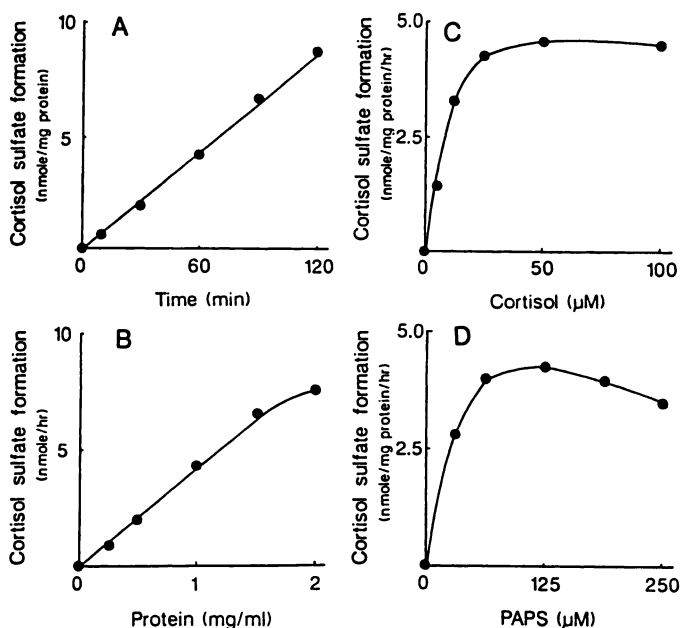 A
Cortisol sulfate formation
(nmole/mg protein)
10
5
0
60
120
Time (min)
C
Cortisol sulfate formation
(nmole/mg protein/hr)
5.0
2.5
0
50
100
Cortisol (μM)
B
Cortisol sulfate formation
(nmole/hr)
10
5
0
1
2
Protein (mg/ml)
D
Cortisol sulfate formation
(nmole/mg protein/hr)
5.0
2.5
0
125
250
PAPS (μM)